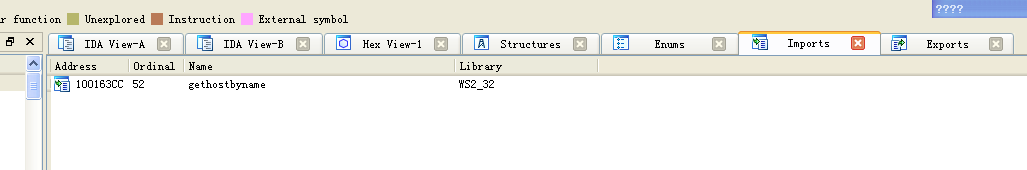 r function Unexplored Instruction External symbol
????
IDA View-A IDA View-B Hex View-1 Structures Enums Imports Exports
Address Ordinal Name Library
100163CC 52 gethostbyname WS2_32